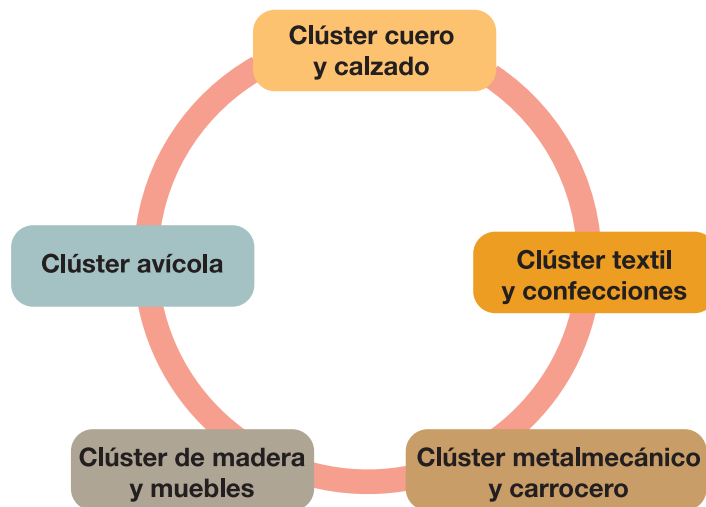 Clúster cuero
y calzado
Clúster avícola
Clúster textil
y confecciones
Clúster de madera
y muebles
Clúster metalmecánico
y carrocero